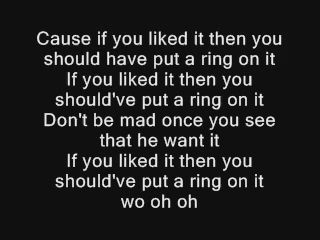 Cause if you liked it then you
should have put a ring on it
If you liked it then you
should've put a ring on it
Don't be mad once you see
that he want it
If you liked it then you
should've put a ring on it
wo oh oh